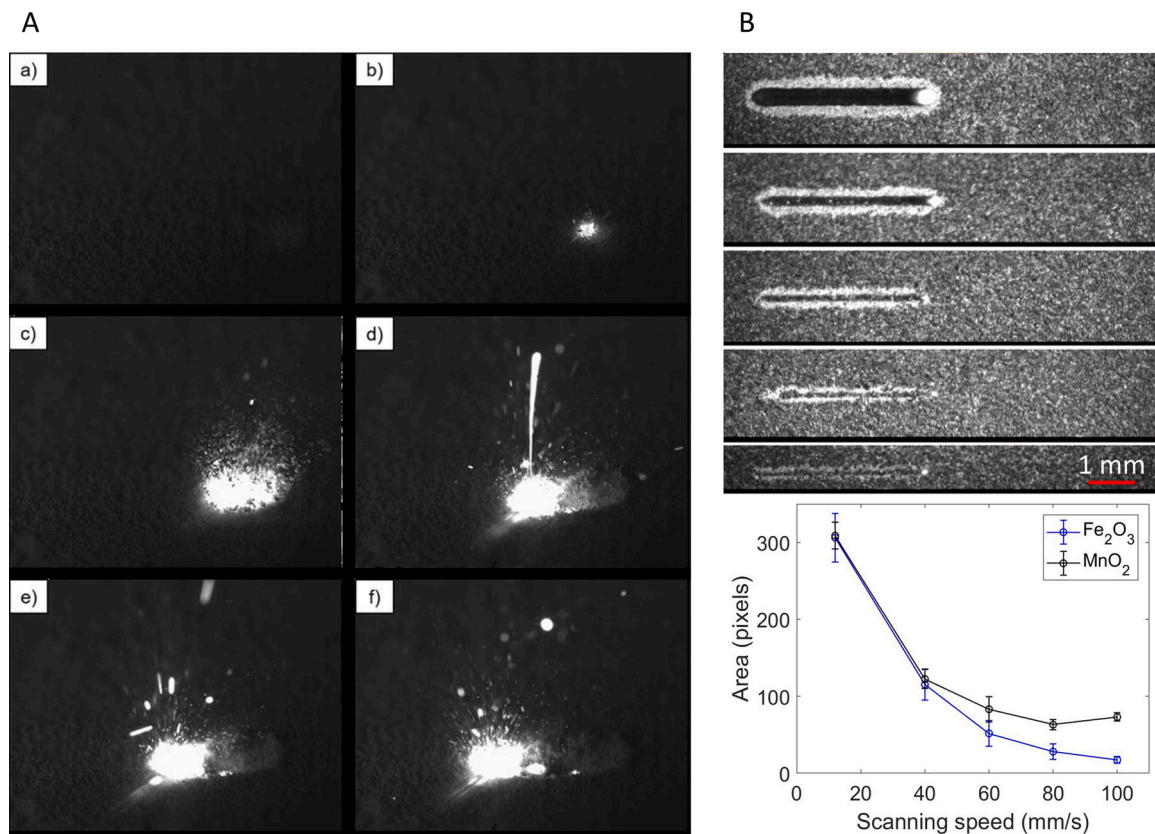 A
B
a)
b)
c)
d)
e)
f)
1 mm
Fe₂O₃
MnO₂
300
200
100
0
Area (pixels)
0 20 40 60 80 100
Scanning speed (mm/s)